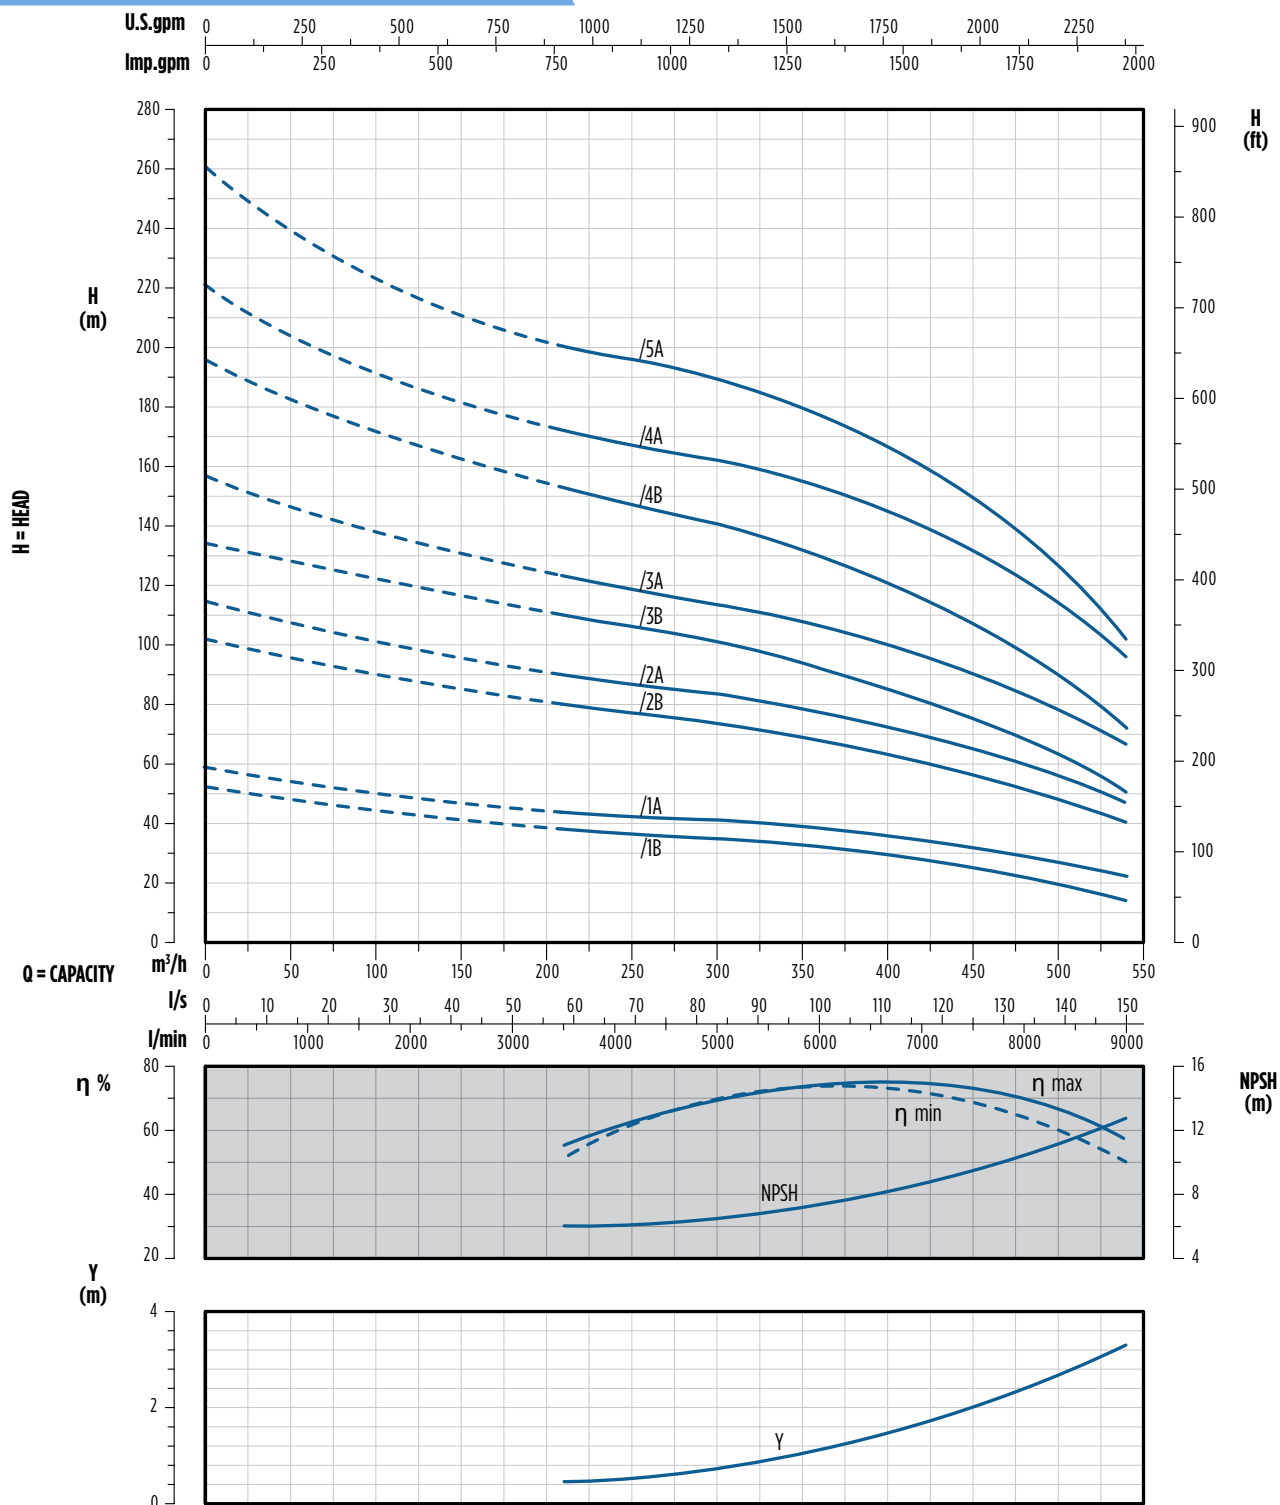 U.S.gpm 0 250 500 750 1000 1250 1500 1750 2000 2250
Imp.gpm 0 250 500 750 1000 1250 1500 1750 2000
280
260
240
220
200
180
160
140
120
100
80
60
40
20
0
H
(m)
H = HEAD
H
(ft)
900
800
700
600
500
400
300
200
100
0
/5A
/4A
/4B
/3A
/3B
/2A
/2B
/1A
/1B
Q = CAPACITY m³/h 0 50 100 150 200 250 300 350 400 450 500 550
l/s 0 10 20 30 40 50 60 70 80 90 100 110 120 130 140 150
l/min 0 1000 2000 3000 4000 5000 6000 7000 8000 9000
η %
80
60
40
20
η max
η min
NPSH
NPSH
(m)
16
12
8
4
Y
(m)
4
2
0
Y